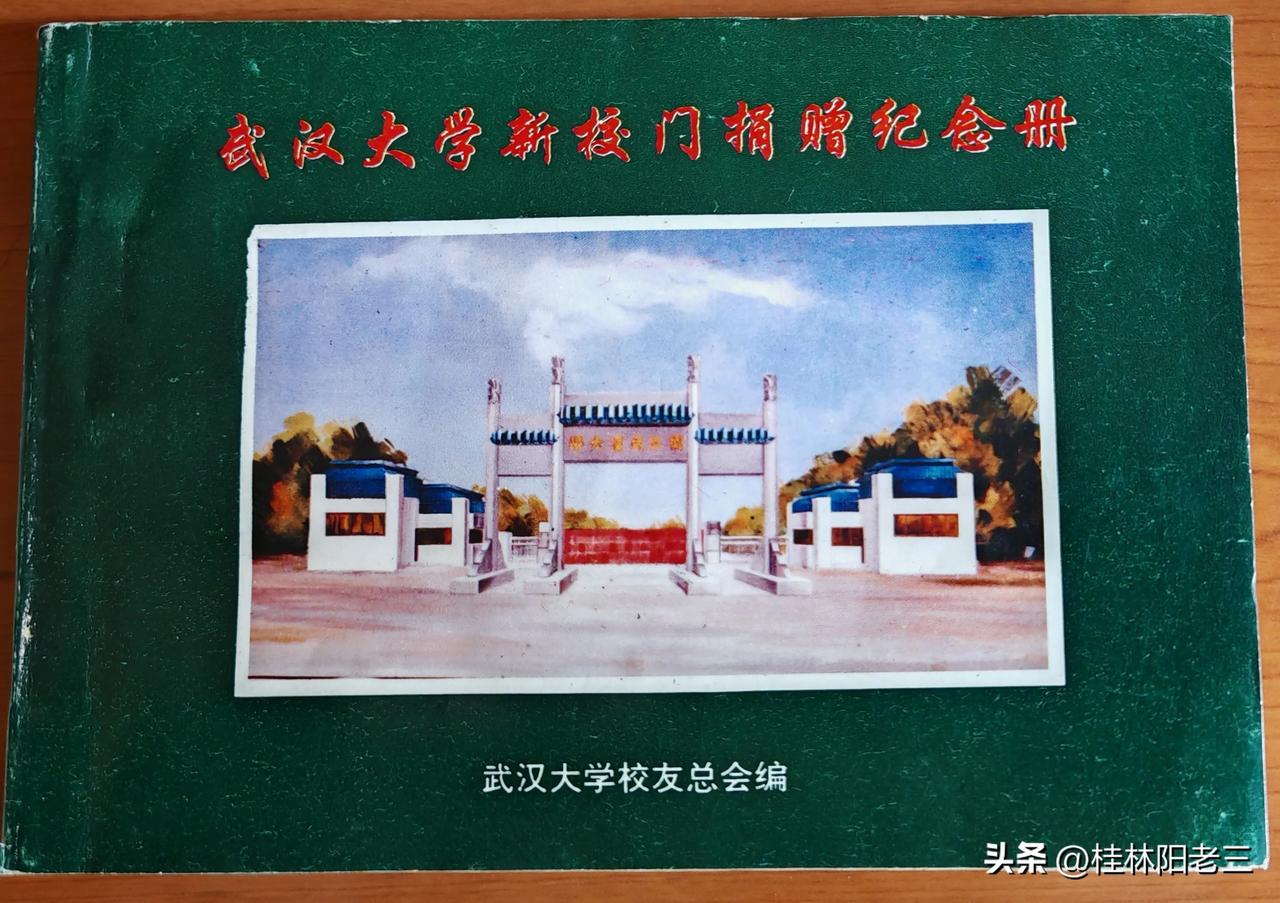 武汉大学新校门捐赠纪念册
武汉大学校友总会编
头条 @桂林阳老三